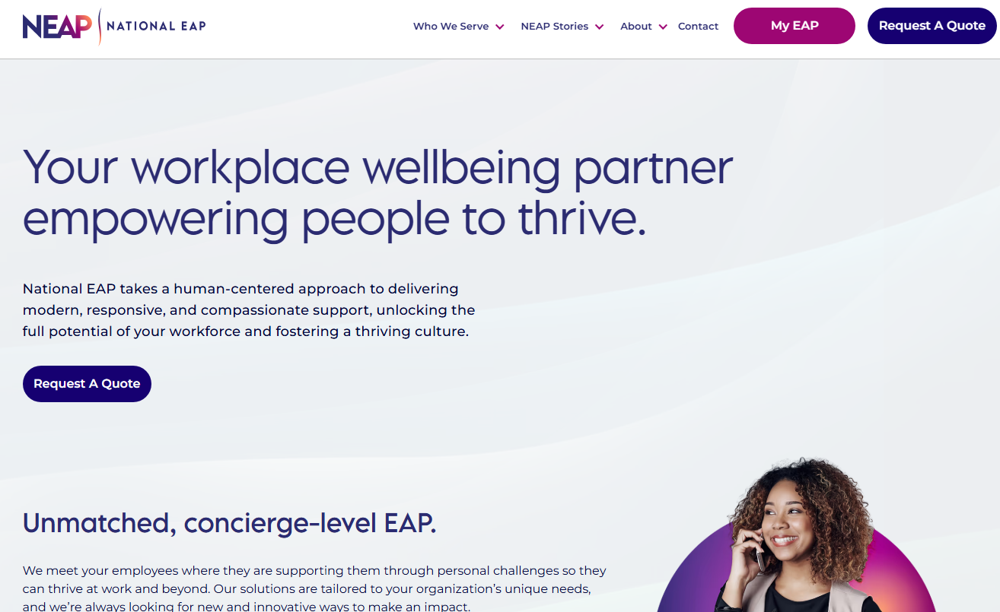 NEAP NATIONAL EAP
Who We Serve NEAP Stories About Contact My EAP Request A Quote
Your workplace wellbeing partner
empowering people to thrive.
National EAP takes a human-centered approach to delivering
modern, responsive, and compassionate support, unlocking the
full potential of your workforce and fostering a thriving culture.
Request A Quote
Unmatched, concierge-level EAP.
We meet your employees where they are supporting them through personal challenges so they
can thrive at work and beyond. Our solutions are tailored to your organization’s unique needs,
and we’re always looking for new and innovative ways to make an impact.